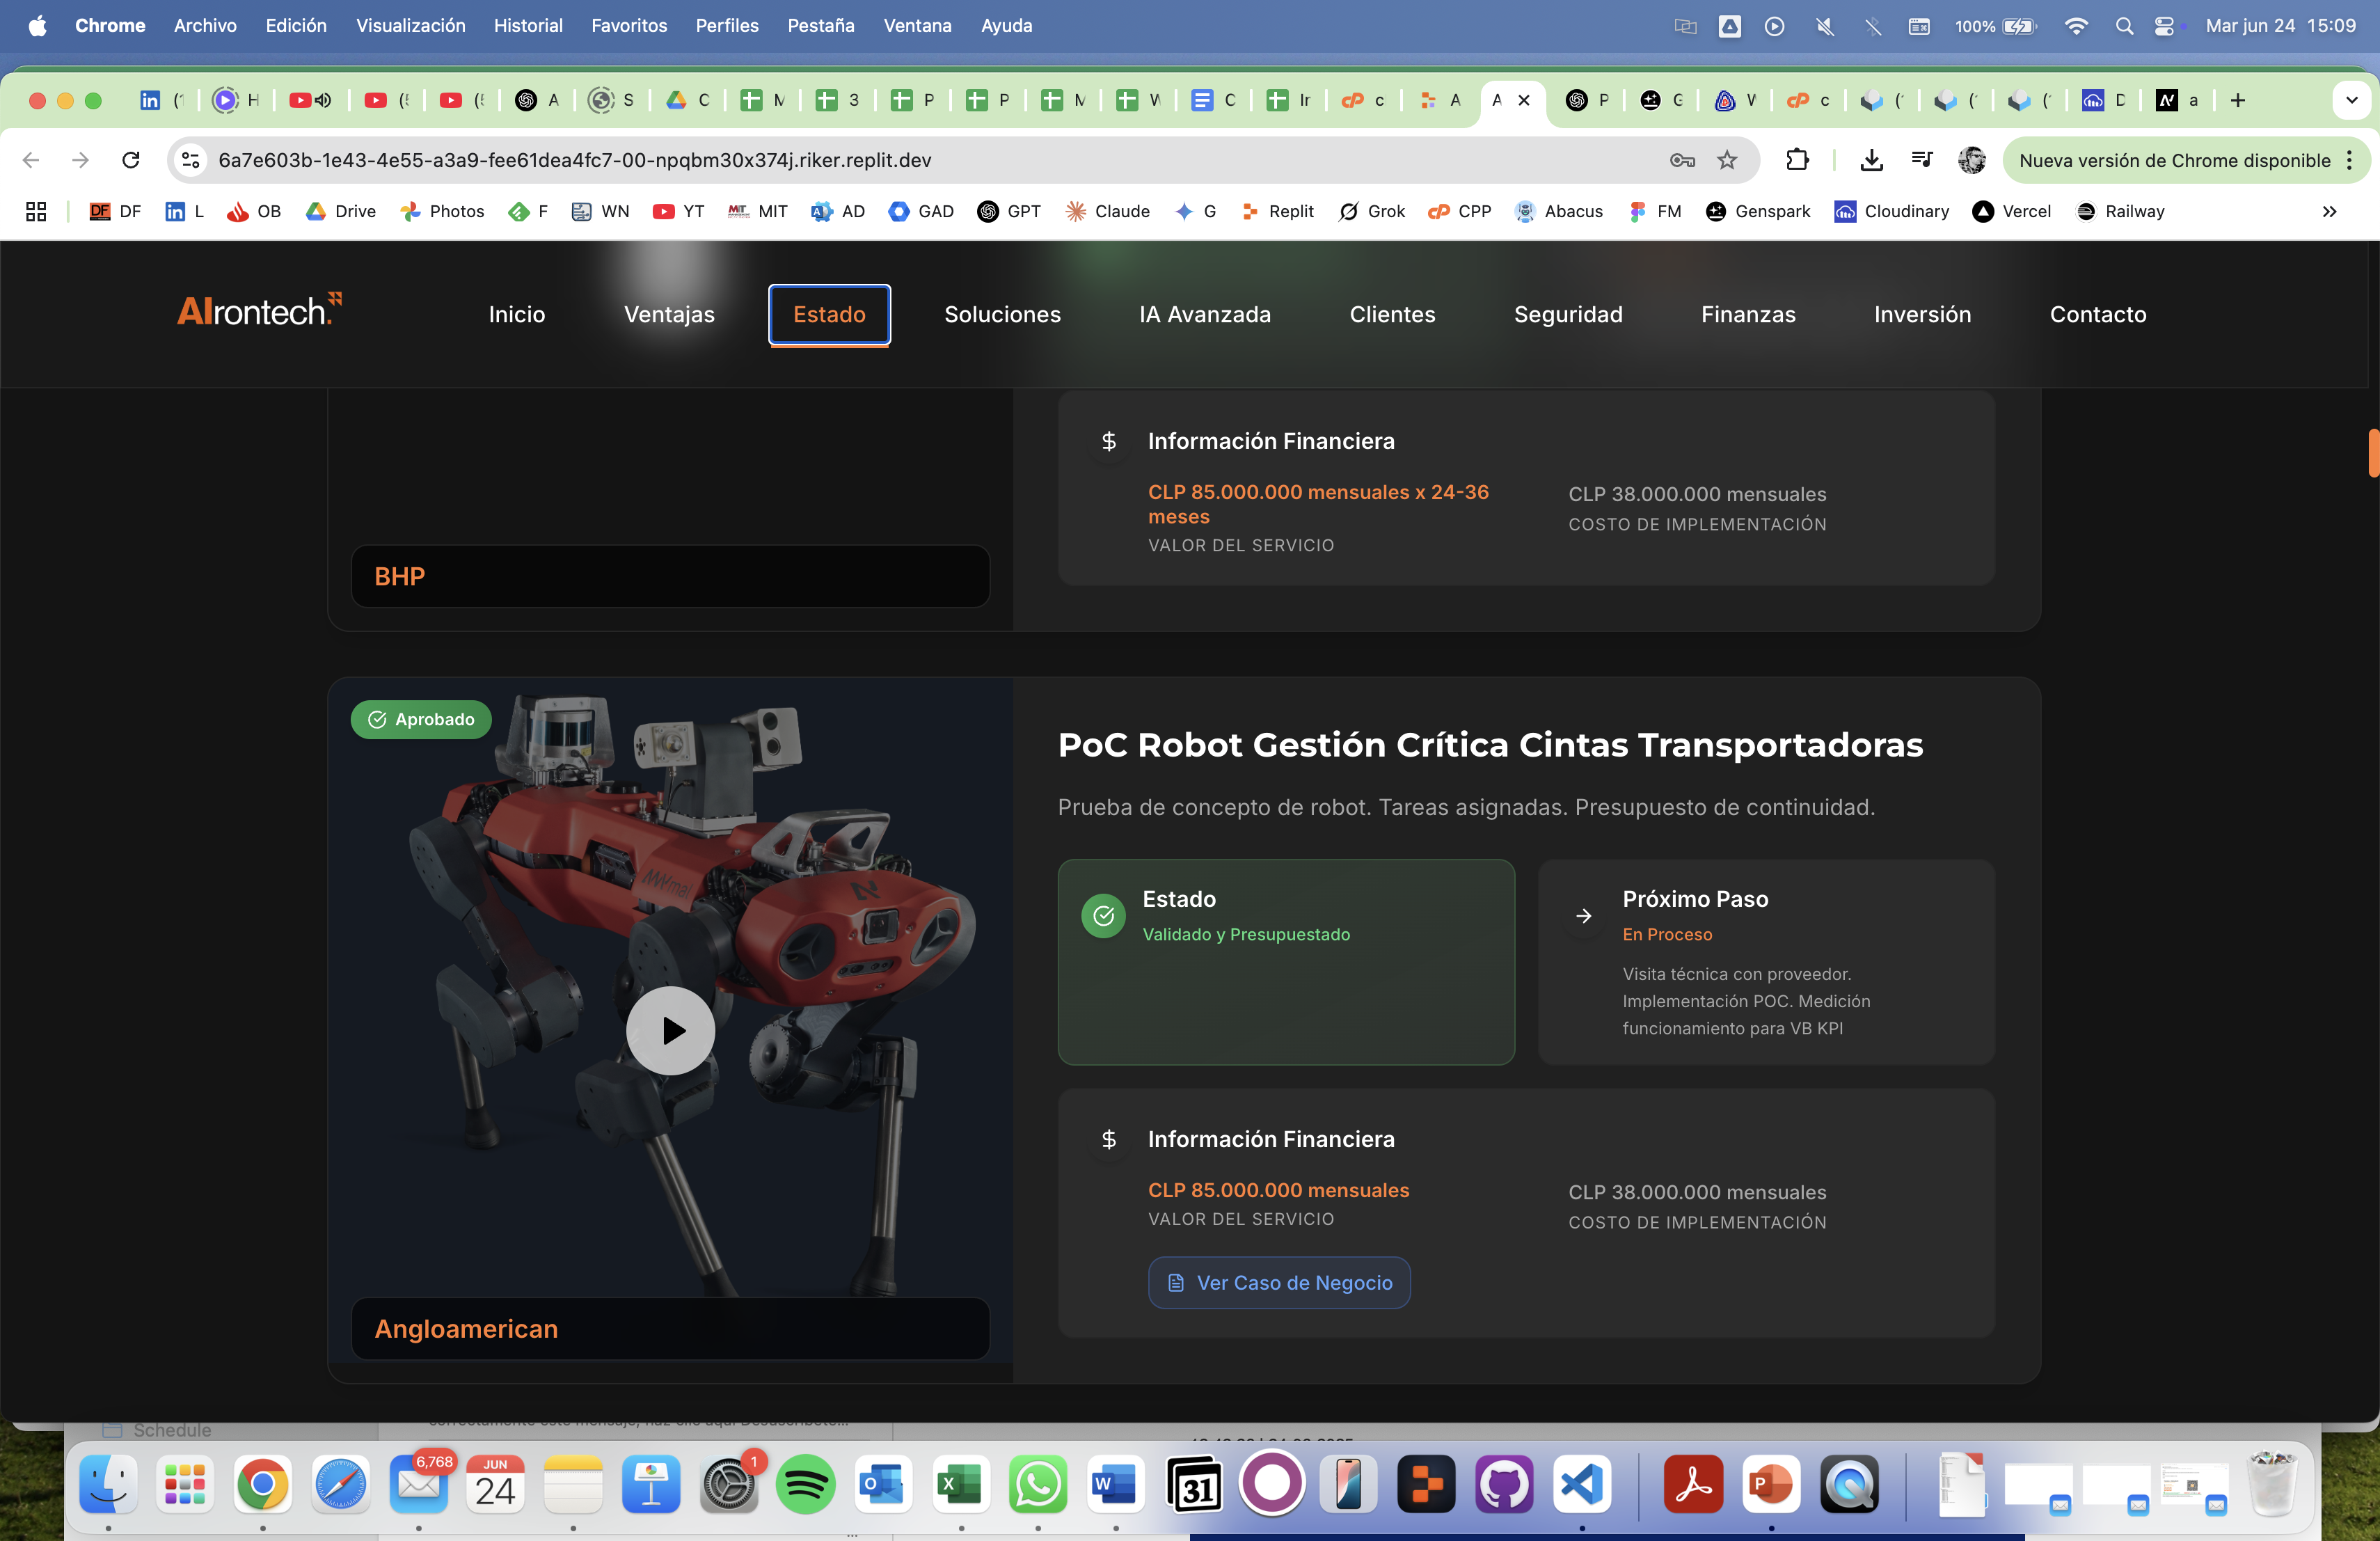 Chrome Archivo Edición Visualización Historial Favoritos Perfiles Pestaña Ventana Ayuda 100% Mar jun 24 15:09
H A S C M 3 P P M W C Ir c A A P G V c D a
6a7e603b-1e43-4e55-a3a9-fee61dea4fc7-00-npqbm30x374j.riker.replit.dev Nueva versión de Chrome disponible
DF L OB Drive Photos F WN YT MIT AD GAD GPT Claude G Replit Grok CPP Abacus FM Genspark Cloudinary Vercel Railway
AIrontech. Inicio Ventajas Estado Soluciones IA Avanzada Clientes Seguridad Finanzas Inversión Contacto
BHP
$ Información Financiera
CLP 85.000.000 mensuales x 24-36
meses
VALOR DEL SERVICIO
CLP 38.000.000 mensuales
COSTO DE IMPLEMENTACIÓN
Aprobado
Angloamerican
PoC Robot Gestión Crítica Cintas Transportadoras
Prueba de concepto de robot. Tareas asignadas. Presupuesto de continuidad.
Estado
Validado y Presupuestado
Próximo Paso
En Proceso
Visita técnica con proveedor.
Implementación POC. Medición
funcionamiento para VB KPI
$ Información Financiera
CLP 85.000.000 mensuales
VALOR DEL SERVICIO
CLP 38.000.000 mensuales
COSTO DE IMPLEMENTACIÓN
Ver Caso de Negocio
Schedule
6,768
JUN
24
1
31